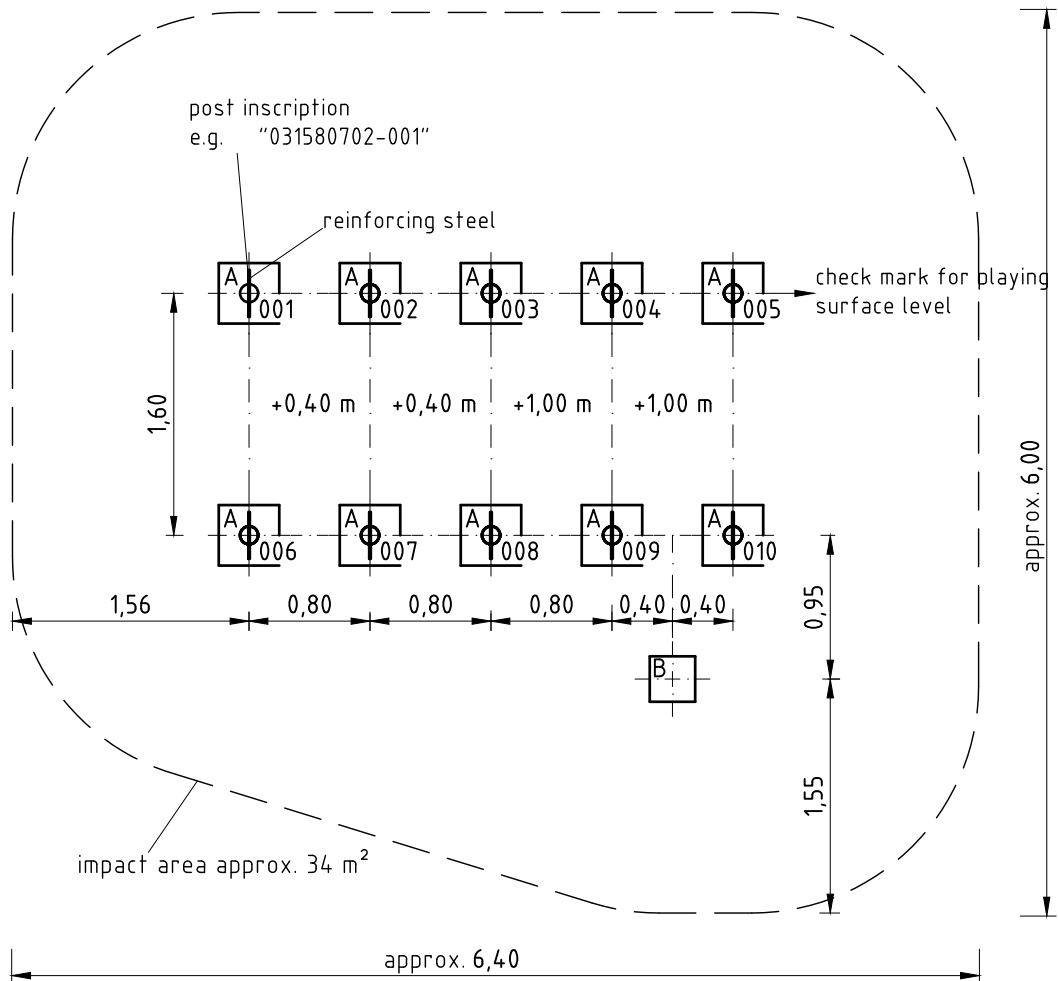 post inscription
e.g. "031580702-001"
reinforcing steel
A A A A A
001 002 003 004 005
check mark for playing
surface level
1,60
+0,40 m +0,40 m +1,00 m +1,00 m
approx. 6,00
A A A A A
006 007 008 009 010
1,56 0,80 0,80 0,80 0,40 0,40
0,95
B
1,55
impact area approx. 34 m²
approx. 6,40